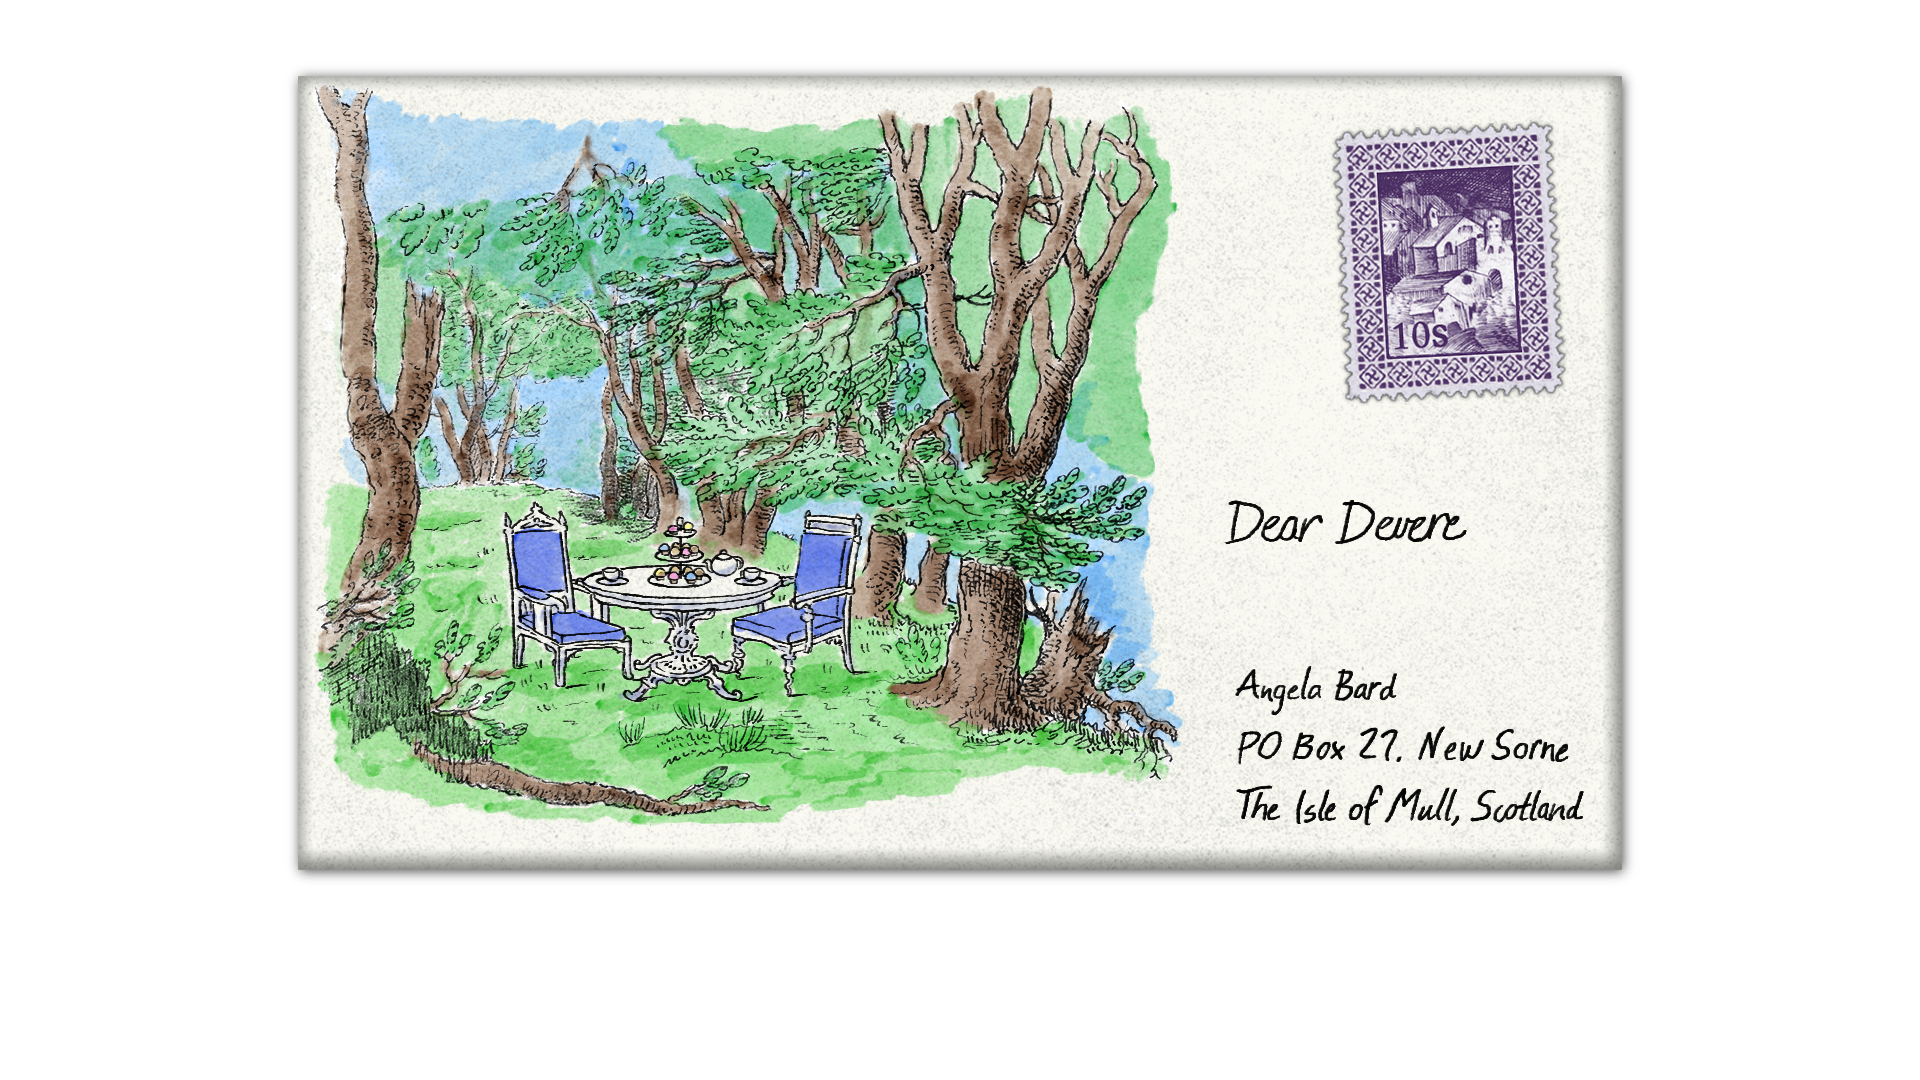 10s
Dear Devere
Angela Bard
PO Box 27. New Sorne
The Isle of Mull, Scotland